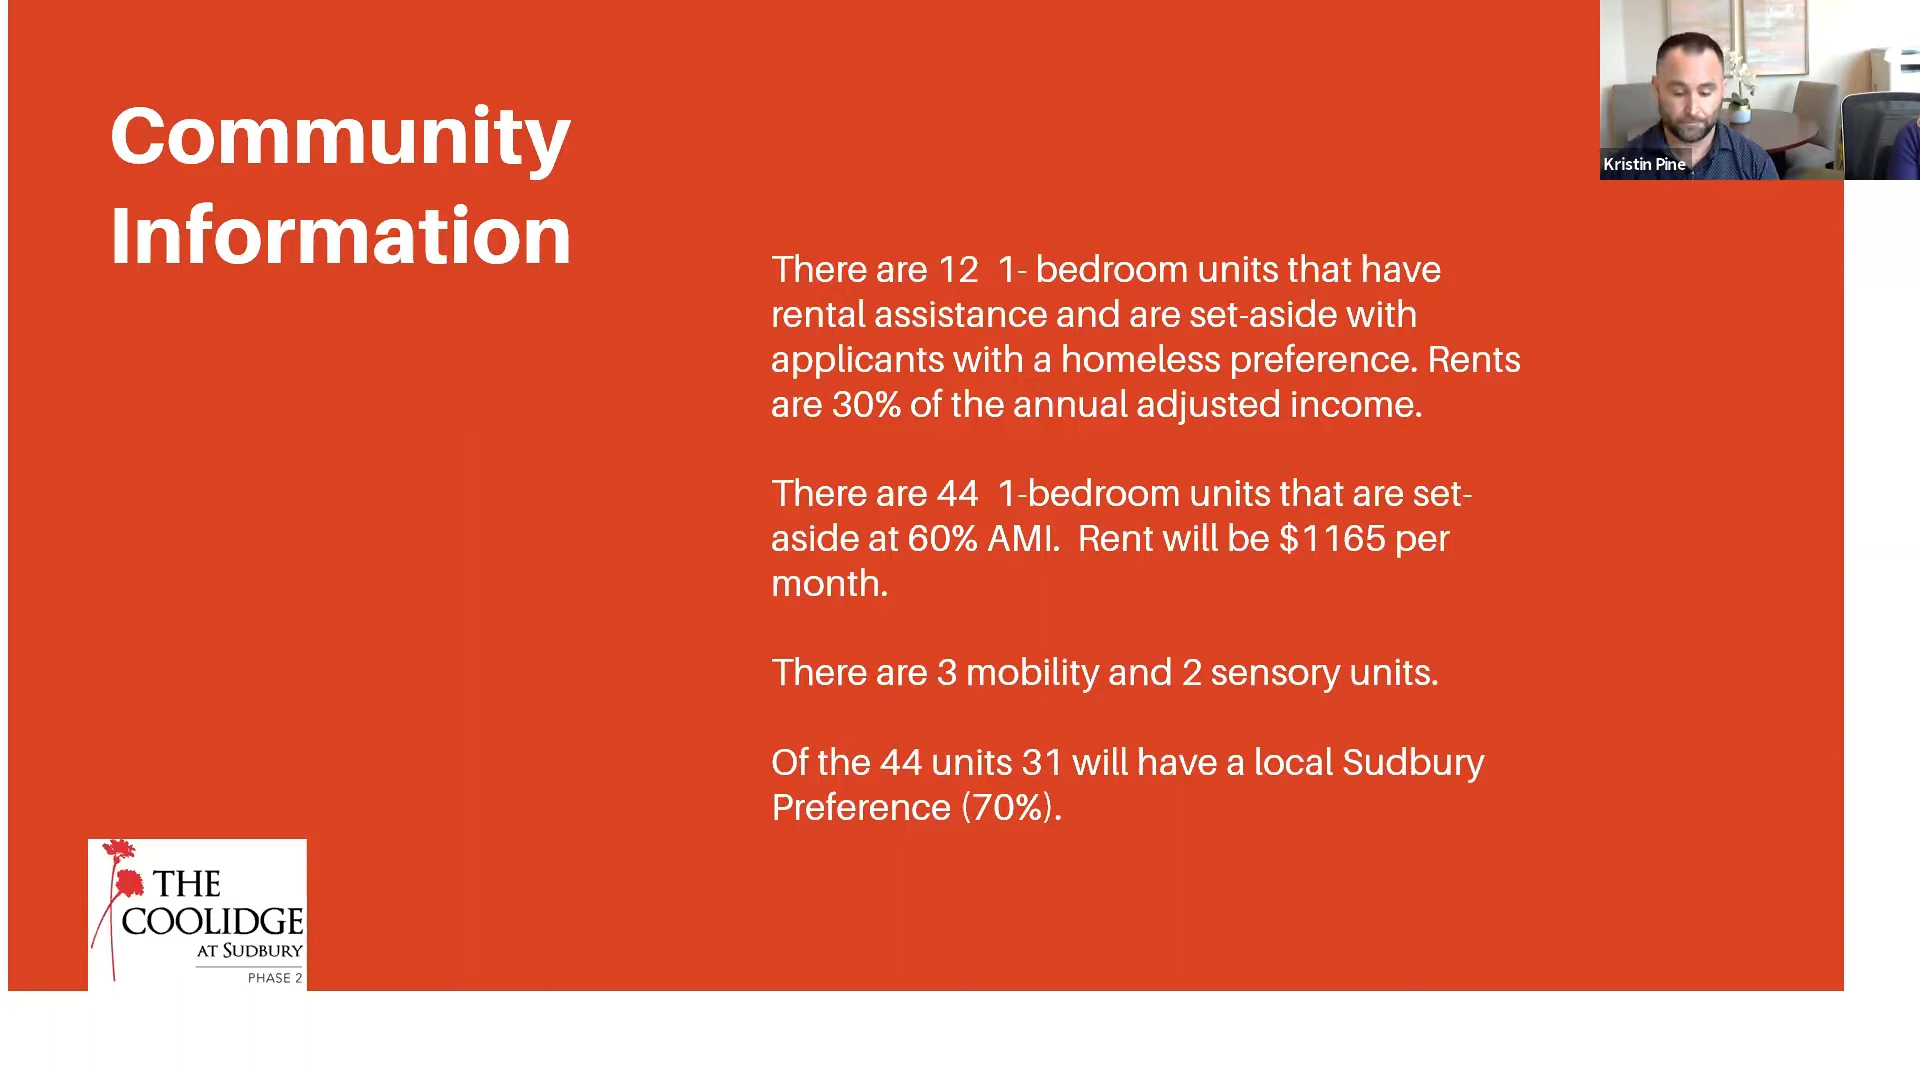 Community
Information
Kristin Pine
There are 12  1- bedroom units that have
rental assistance and are set-aside with
applicants with a homeless preference. Rents
are 30% of the annual adjusted income.
There are 44  1-bedroom units that are set-
aside at 60% AMI.  Rent will be $1165 per
month.
There are 3 mobility and 2 sensory units.
Of the 44 units 31 will have a local Sudbury
Preference (70%).
THE
COOLIDGE
AT SUDBURY
PHASE 2